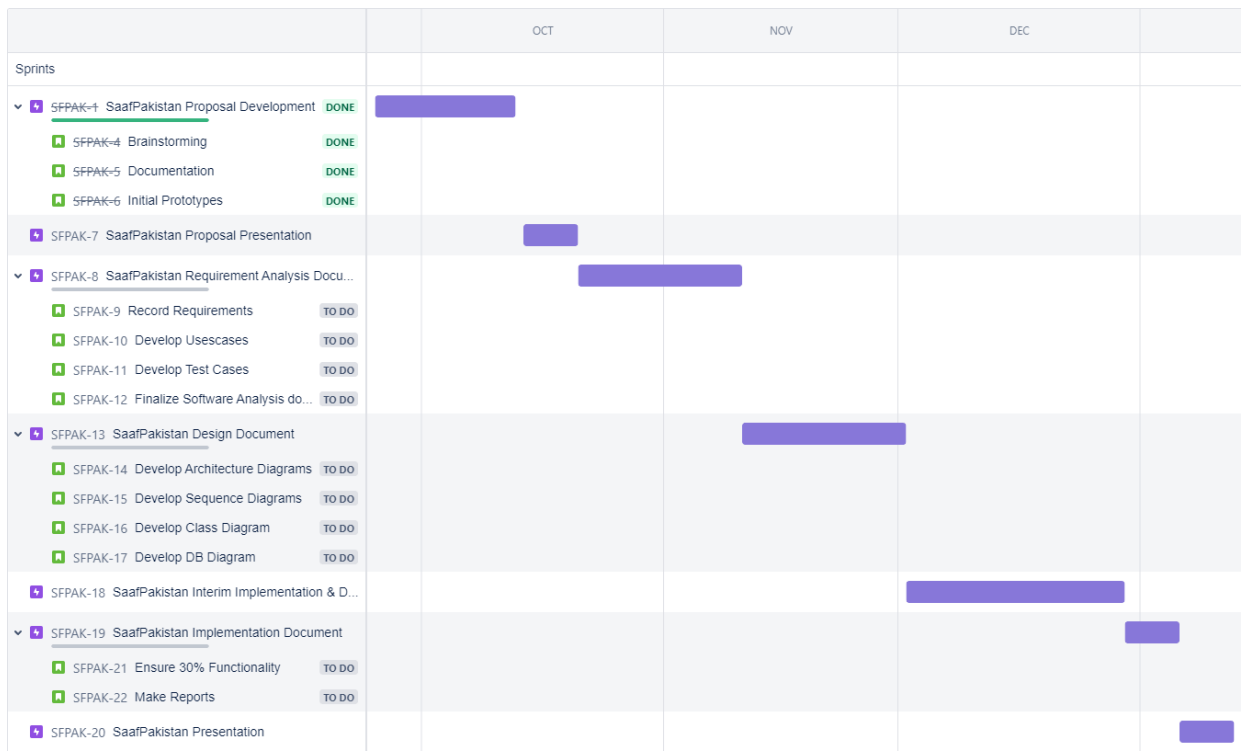 OCT NOV DEC
Sprints
SFPAK-1 SaafPakistan Proposal Development DONE
SFPAK-4 Brainstorming DONE
SFPAK-5 Documentation DONE
SFPAK-6 Initial Prototypes DONE
SFPAK-7 SaafPakistan Proposal Presentation
SFPAK-8 SaafPakistan Requirement Analysis Docu...
SFPAK-9 Record Requirements TO DO
SFPAK-10 Develop Usescases TO DO
SFPAK-11 Develop Test Cases TO DO
SFPAK-12 Finalize Software Analysis do... TO DO
SFPAK-13 SaafPakistan Design Document
SFPAK-14 Develop Architecture Diagrams TO DO
SFPAK-15 Develop Sequence Diagrams TO DO
SFPAK-16 Develop Class Diagram TO DO
SFPAK-17 Develop DB Diagram TO DO
SFPAK-18 SaafPakistan Interim Implementation & D...
SFPAK-19 SaafPakistan Implementation Document
SFPAK-21 Ensure 30% Functionality TO DO
SFPAK-22 Make Reports TO DO
SFPAK-20 SaafPakistan Presentation